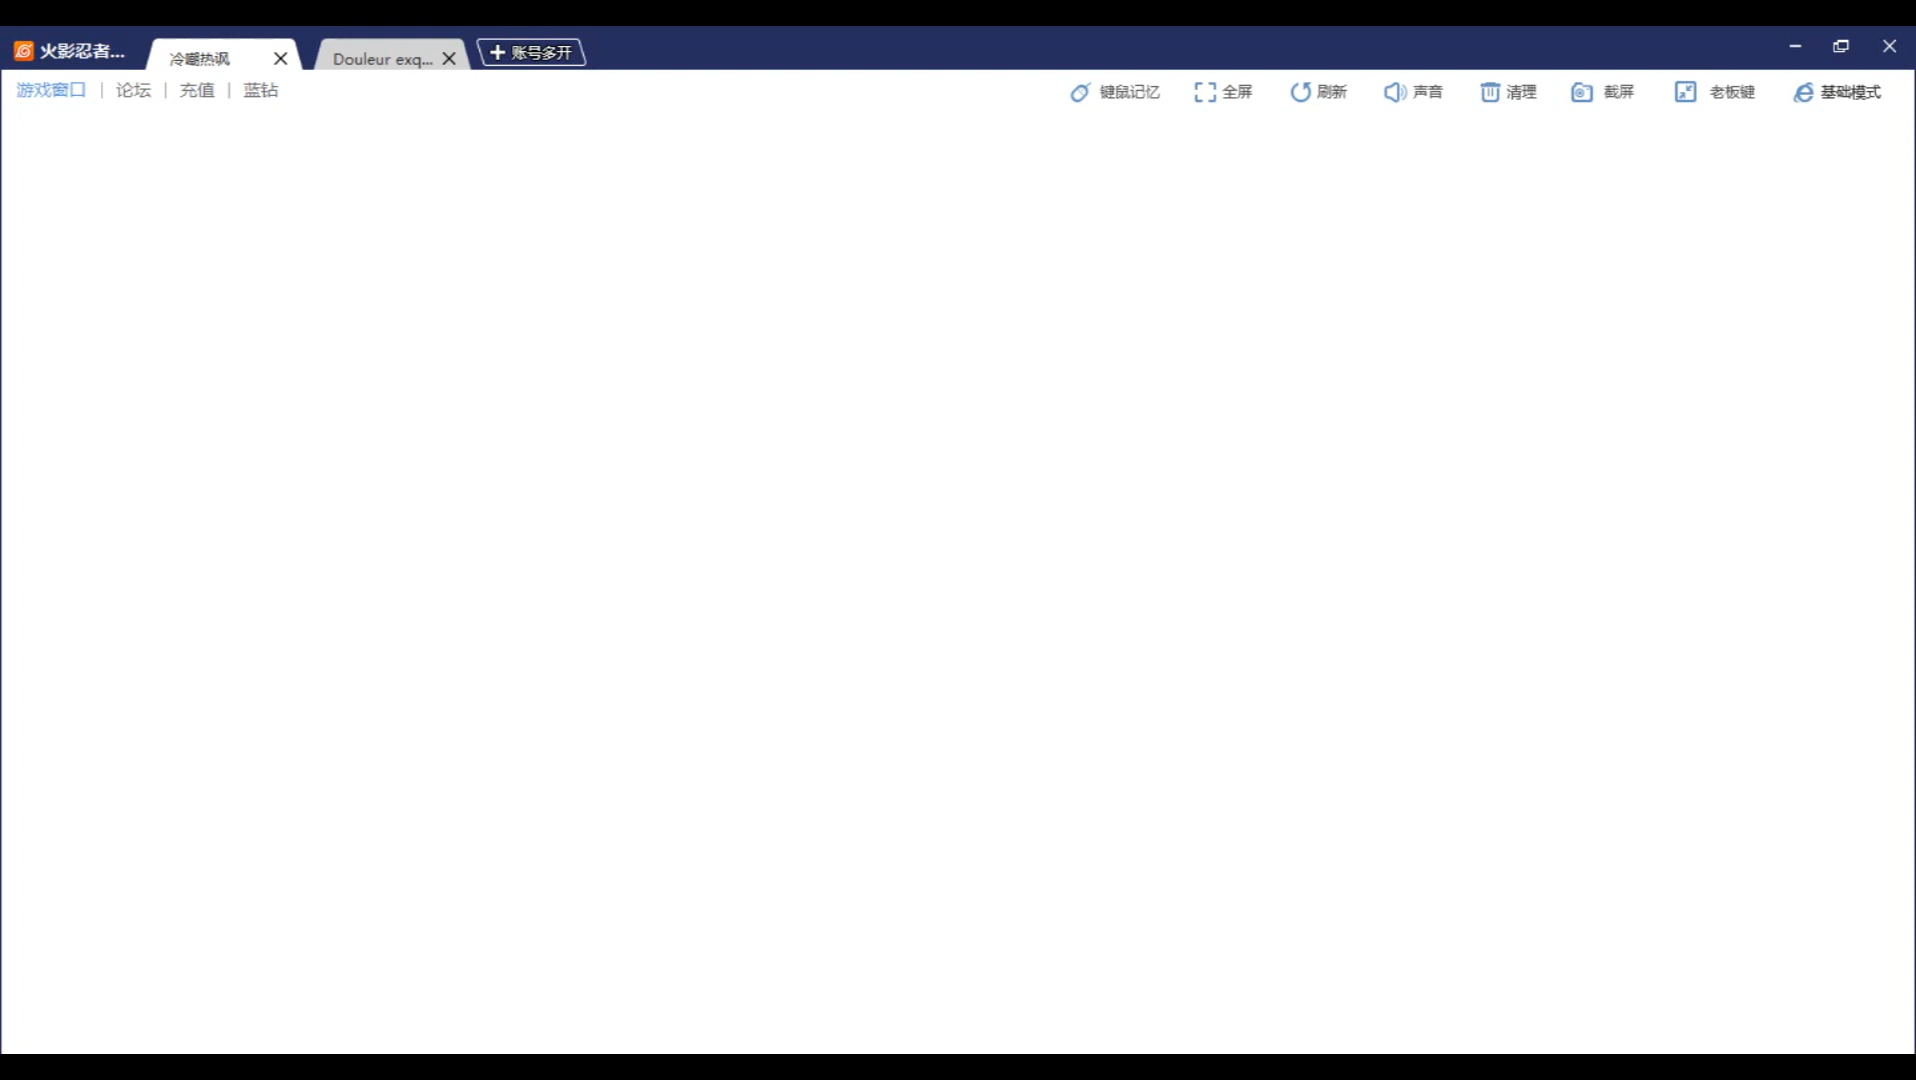 火影忍者... 冷嘲热讽 Douleur exq... 账号多开
游戏窗口 | 论坛 | 充值 | 蓝钻 键鼠记忆 全屏 刷新 声音 清理 截屏 老板键 基础模式